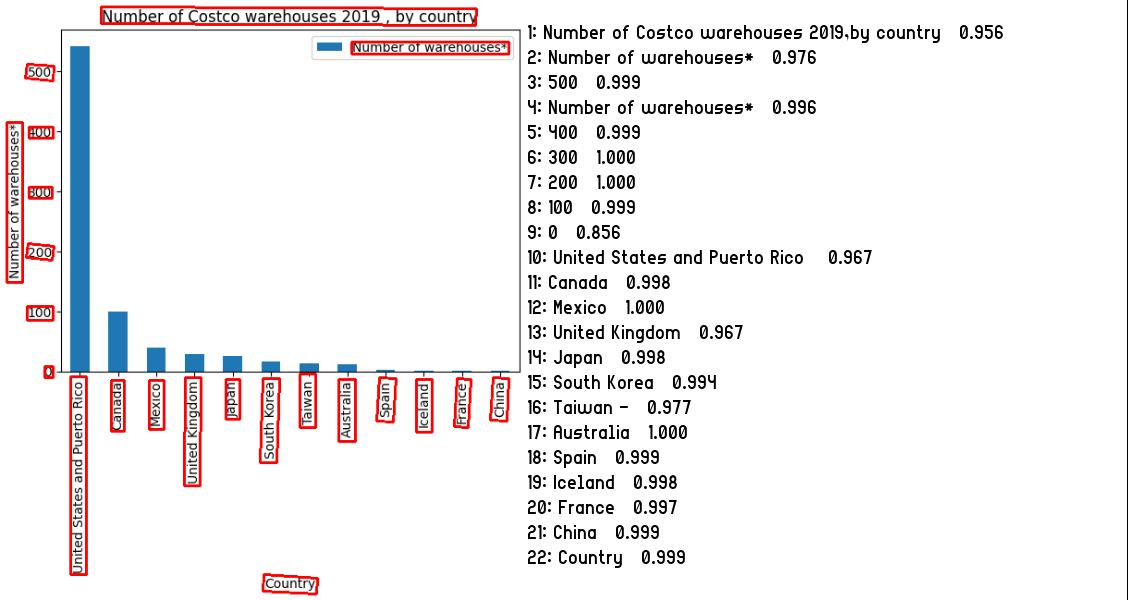 Number of Costco warehouses 2019 , by country
Number of warehouses*
500
400
300
200
100
0
Number of warehouses*
United States and Puerto Rico
Canada
Mexico
United Kingdom
Japan
South Korea
Taiwan
Australia
Spain
Iceland
France
China
Country
1: Number of Costco warehouses 2019,by country 0.956
2: Number of warehouses* 0.976
3: 500 0.999
4: Number of warehouses* 0.996
5: 400 0.999
6: 300 1.000
7: 200 1.000
8: 100 0.999
9: 0 0.856
10: United States and Puerto Rico 0.967
11: Canada 0.998
12: Mexico 1.000
13: United Kingdom 0.967
14: Japan 0.998
15: South Korea 0.994
16: Taiwan - 0.977
17: Australia 1.000
18: Spain 0.999
19: Iceland 0.998
20: France 0.997
21: China 0.999
22: Country 0.999